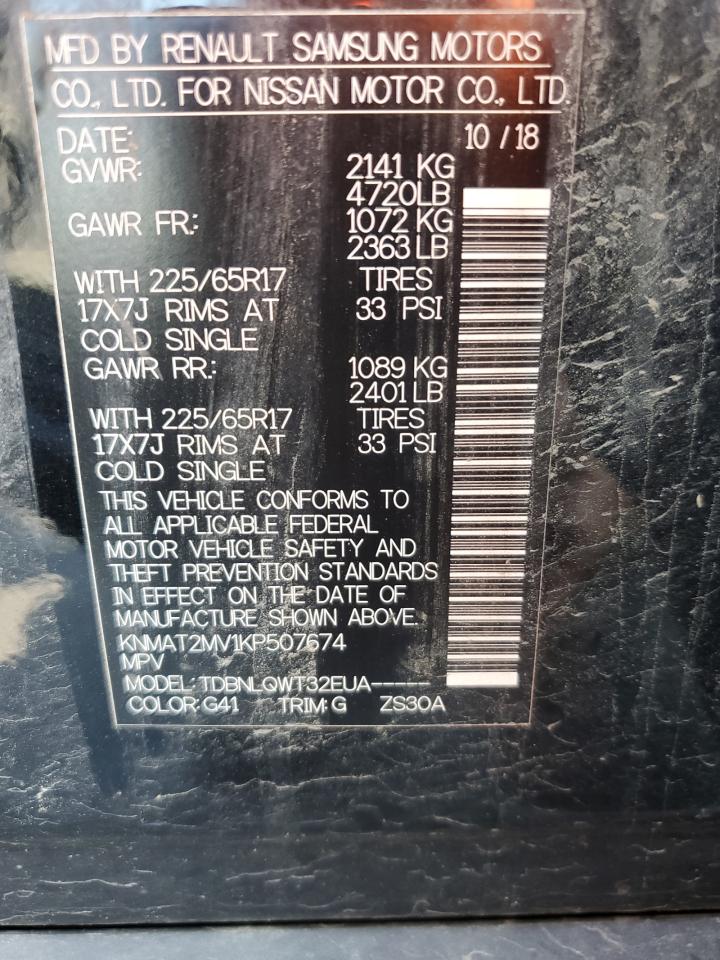 MFD BY RENAULT SAMSUNG MOTORS
CO., LTD. FOR NISSAN MOTOR CO., LTD.
DATE: 10 / 18
GVWR: 2141 KG
4720LB
GAWR FR.: 1072 KG
2363 LB
WITH 225/65R17 TIRES
17X7J RIMS AT 33 PSI
COLD SINGLE
GAWR RR.: 1089 KG
2401 LB
WITH 225/65R17 TIRES
17X7J RIMS AT 33 PSI
COLD SINGLE
THIS VEHICLE CONFORMS TO
ALL APPLICABLE FEDERAL
MOTOR VEHICLE SAFETY AND
THEFT PREVENTION STANDARDS
IN EFFECT ON THE DATE OF
MANUFACTURE SHOWN ABOVE.
KNMAT2MV1KP507674
MPV
MODEL: TDBNLQWT32EUA-----
COLOR: G41 TRIM: G ZS30A